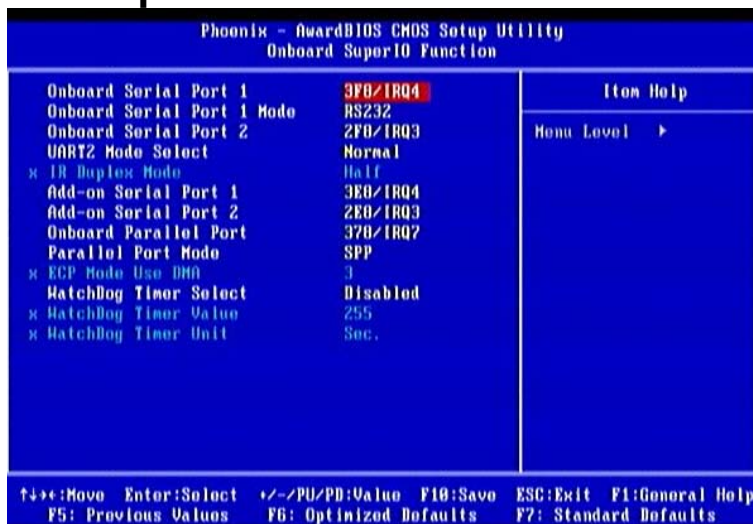 Phoenix - AwardBIOS CMOS Setup Utility
Onboard SuperIO Function
Onboard Serial Port 1 3F8/IRQ4
Onboard Serial Port 1 Mode RS232
Onboard Serial Port 2 2F8/IRQ3
UART2 Mode Select Normal
x IR Duplex Mode Half
Add-on Serial Port 1 3E8/IRQ4
Add-on Serial Port 2 2E8/IRQ3
Onboard Parallel Port 378/IRQ7
Parallel Port Mode SPP
x ECP Mode Use DMA 3
WatchDog Timer Select Disabled
x WatchDog Timer Value 255
x WatchDog Timer Unit Sec.
Item Help
Menu Level ▸
↑↓→←:Move Enter:Select +/-/PU/PD:Value F10:Save ESC:Exit F1:General Help
F5: Previous Values F6: Optimized Defaults F7: Standard Defaults